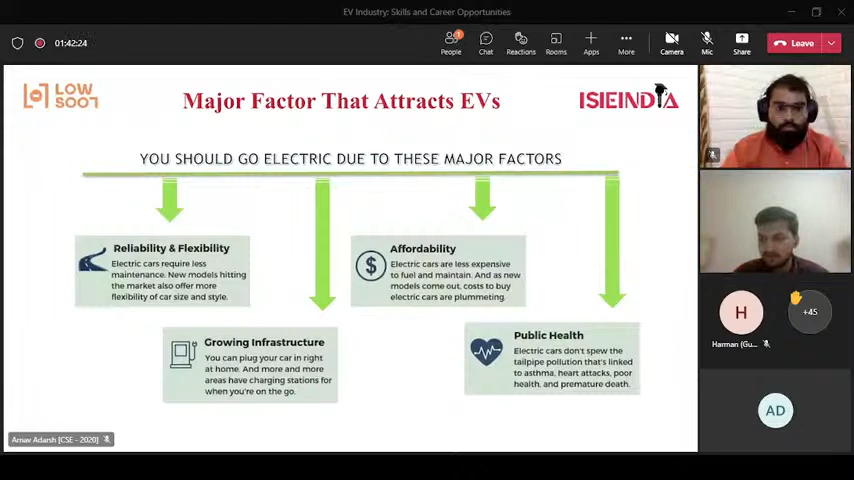 EV Industry: Skills and Career Opportunities
01:42:24
1
People
Chat
Reactions
Rooms
Apps
More
Camera
Mic
Share
Leave
LOW
SOOT
Major Factor That Attracts EVs
ISIEINDIA
YOU SHOULD GO ELECTRIC DUE TO THESE MAJOR FACTORS
Reliability & Flexibility
Electric cars require less
maintenance. New models hitting
the market also offer more
flexibility of car size and style.
$
Affordability
Electric cars are less expensive
to fuel and maintain. And as new
models come out, costs to buy
electric cars are plummeting.
Growing Infrastructure
You can plug your car in right
at home. And more and more
areas have charging stations for
when you're on the go.
Public Health
Electric cars don't spew the
tailpipe pollution that's linked
to asthma, heart attacks, poor
health, and premature death.
H
+45
Harman (Gu...
AD
Arnav Adarsh [CSE - 2020]